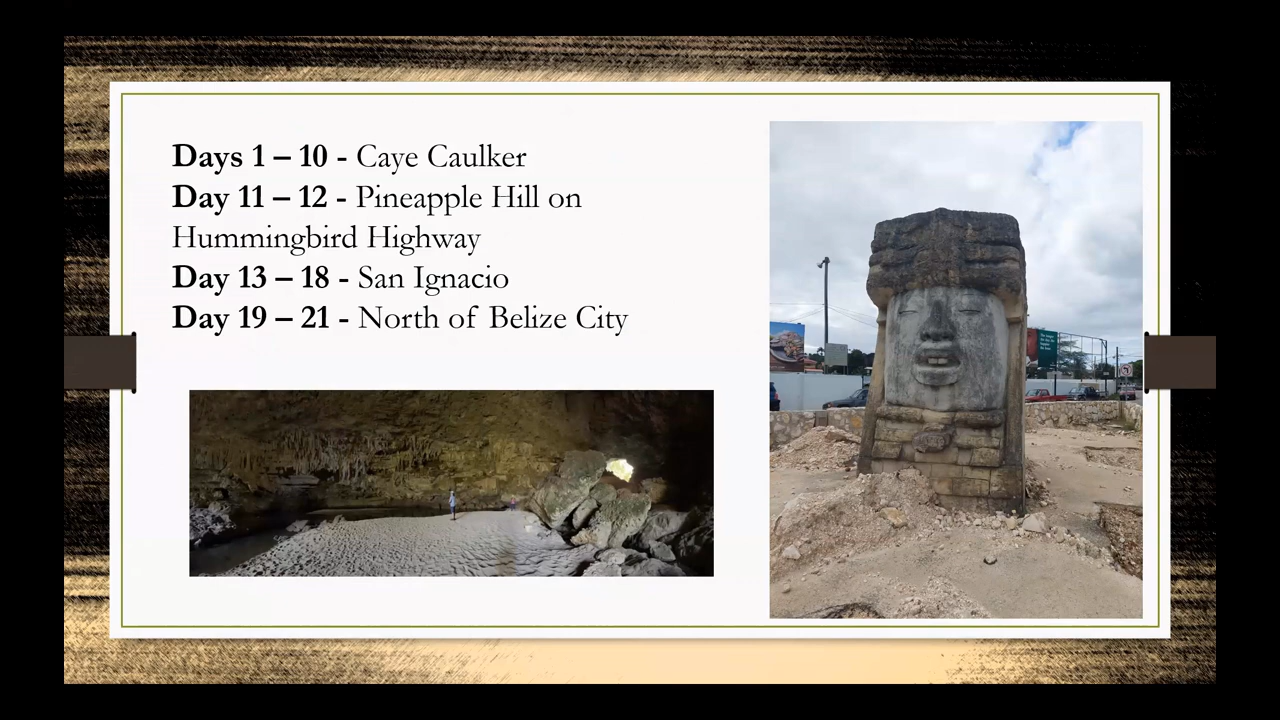 Days 1 – 10 - Caye Caulker
Day 11 – 12 - Pineapple Hill on
Hummingbird Highway
Day 13 – 18 - San Ignacio
Day 19 – 21 - North of Belize City